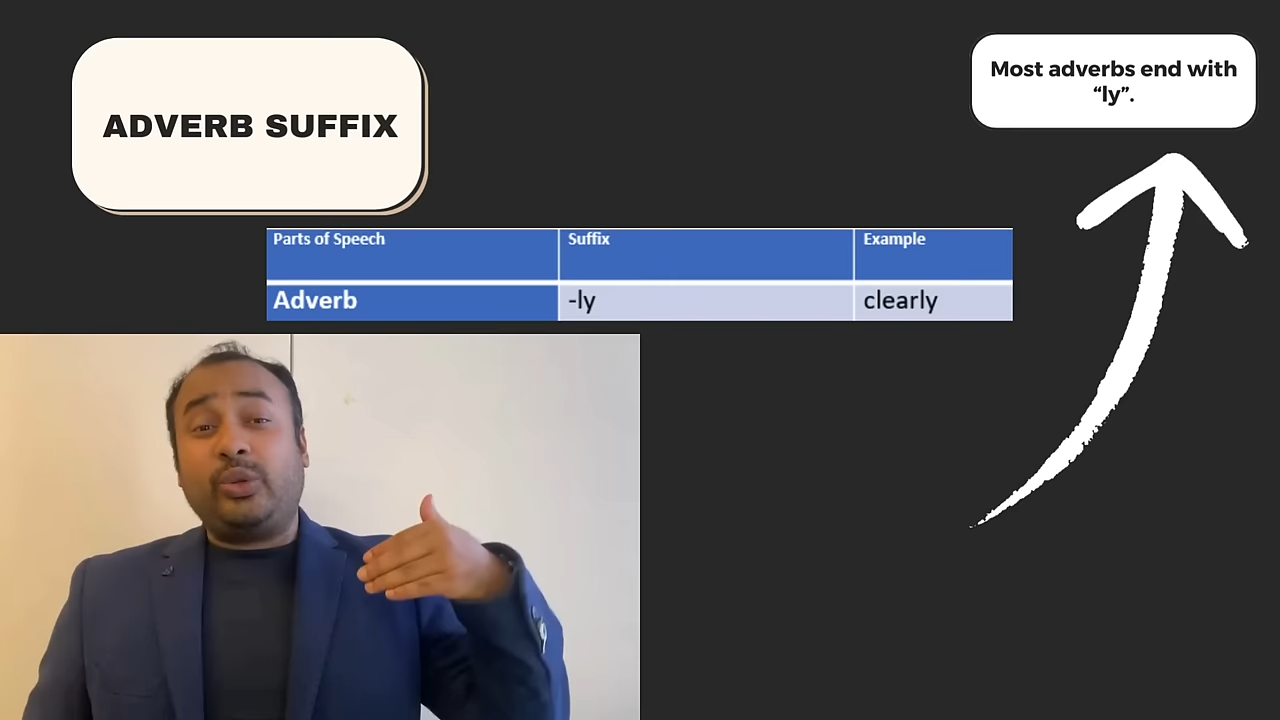 ADVERB SUFFIX
Most adverbs end with
“ly”.
Parts of Speech Suffix Example
Adverb -ly clearly